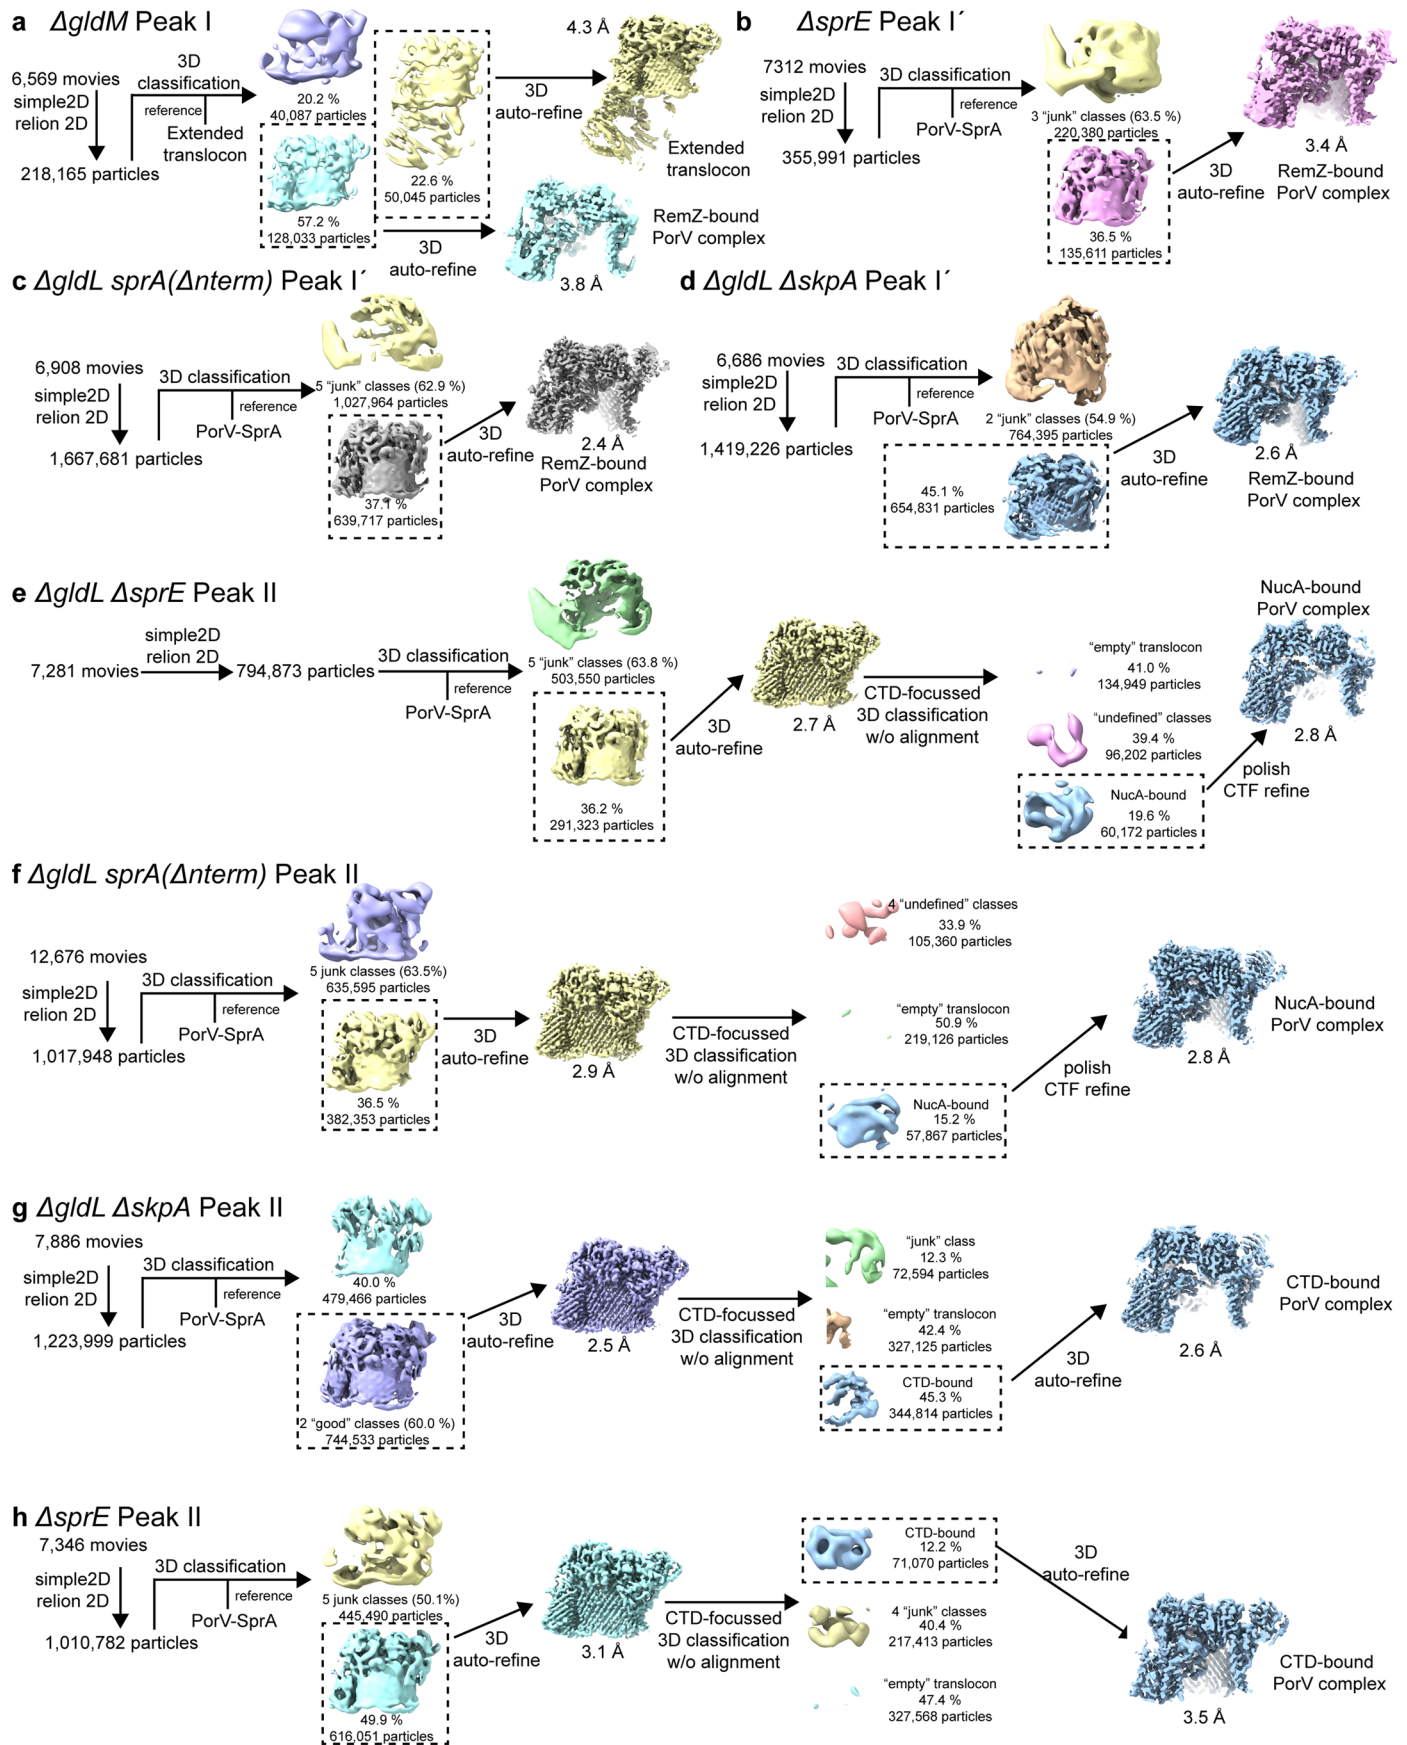 a ΔgldM Peak I
6,569 movies
simple2D
relion 2D
218,165 particles
3D
classification
reference
Extended
translocon
20.2 %
40,087 particles
57.2 %
128,033 particles
22.6 %
50,045 particles
3D
auto-refine
4.3 Å
Extended
translocon
3D
auto-refine
RemZ-bound
PorV complex
3.8 Å
b ΔsprE Peak I´
7312 movies
simple2D
relion 2D
355,991 particles
3D classification
reference
PorV-SprA
3 “junk” classes (63.5 %)
220,380 particles
36.5 %
135,611 particles
3D
auto-refine
3.4 Å
RemZ-bound
PorV complex
c ΔgldL sprA(Δnterm) Peak I´
6,908 movies
simple2D
relion 2D
1,667,681 particles
3D classification
reference
PorV-SprA
5 “junk” classes (62.9 %)
1,027,964 particles
37.1 %
639,717 particles
3D
auto-refine
2.4 Å
RemZ-bound
PorV complex
d ΔgldL ΔskpA Peak I´
6,686 movies
simple2D
relion 2D
1,419,226 particles
3D classification
reference
PorV-SprA
2 “junk” classes (54.9 %)
764,395 particles
45.1 %
654,831 particles
3D
auto-refine
2.6 Å
RemZ-bound
PorV complex
e ΔgldL ΔsprE Peak II
7,281 movies
simple2D
relion 2D
794,873 particles
3D classification
reference
PorV-SprA
5 “junk” classes (63.8 %)
503,550 particles
36.2 %
291,323 particles
3D
auto-refine
2.7 Å
CTD-focussed
3D classification
w/o alignment
“empty” translocon
41.0 %
134,949 particles
“undefined” classes
39.4 %
96,202 particles
NucA-bound
19.6 %
60,172 particles
polish
CTF refine
NucA-bound
PorV complex
2.8 Å
f ΔgldL sprA(Δnterm) Peak II
12,676 movies
simple2D
relion 2D
1,017,948 particles
3D classification
reference
PorV-SprA
5 junk classes (63.5%)
635,595 particles
36.5 %
382,353 particles
3D
auto-refine
2.9 Å
CTD-focussed
3D classification
w/o alignment
4 “undefined” classes
33.9 %
105,360 particles
“empty” translocon
50.9 %
219,126 particles
NucA-bound
15.2 %
57,867 particles
polish
CTF refine
2.8 Å
NucA-bound
PorV complex
g ΔgldL ΔskpA Peak II
7,886 movies
simple2D
relion 2D
1,223,999 particles
3D classification
reference
PorV-SprA
40.0 %
479,466 particles
2 “good” classes (60.0 %)
744,533 particles
3D
auto-refine
2.5 Å
CTD-focussed
3D classification
w/o alignment
“junk” class
12.3 %
72,594 particles
“empty” translocon
42.4 %
327,125 particles
CTD-bound
45.3 %
344,814 particles
3D
auto-refine
2.6 Å
CTD-bound
PorV complex
h ΔsprE Peak II
7,346 movies
simple2D
relion 2D
1,010,782 particles
3D classification
reference
PorV-SprA
5 junk classes (50.1%)
445,490 particles
49.9 %
616,051 particles
3D
auto-refine
3.1 Å
CTD-focussed
3D classification
w/o alignment
CTD-bound
12.2 %
71,070 particles
4 “junk” classes
40.4 %
217,413 particles
“empty” translocon
47.4 %
327,568 particles
3D
auto-refine
3.5 Å
CTD-bound
PorV complex